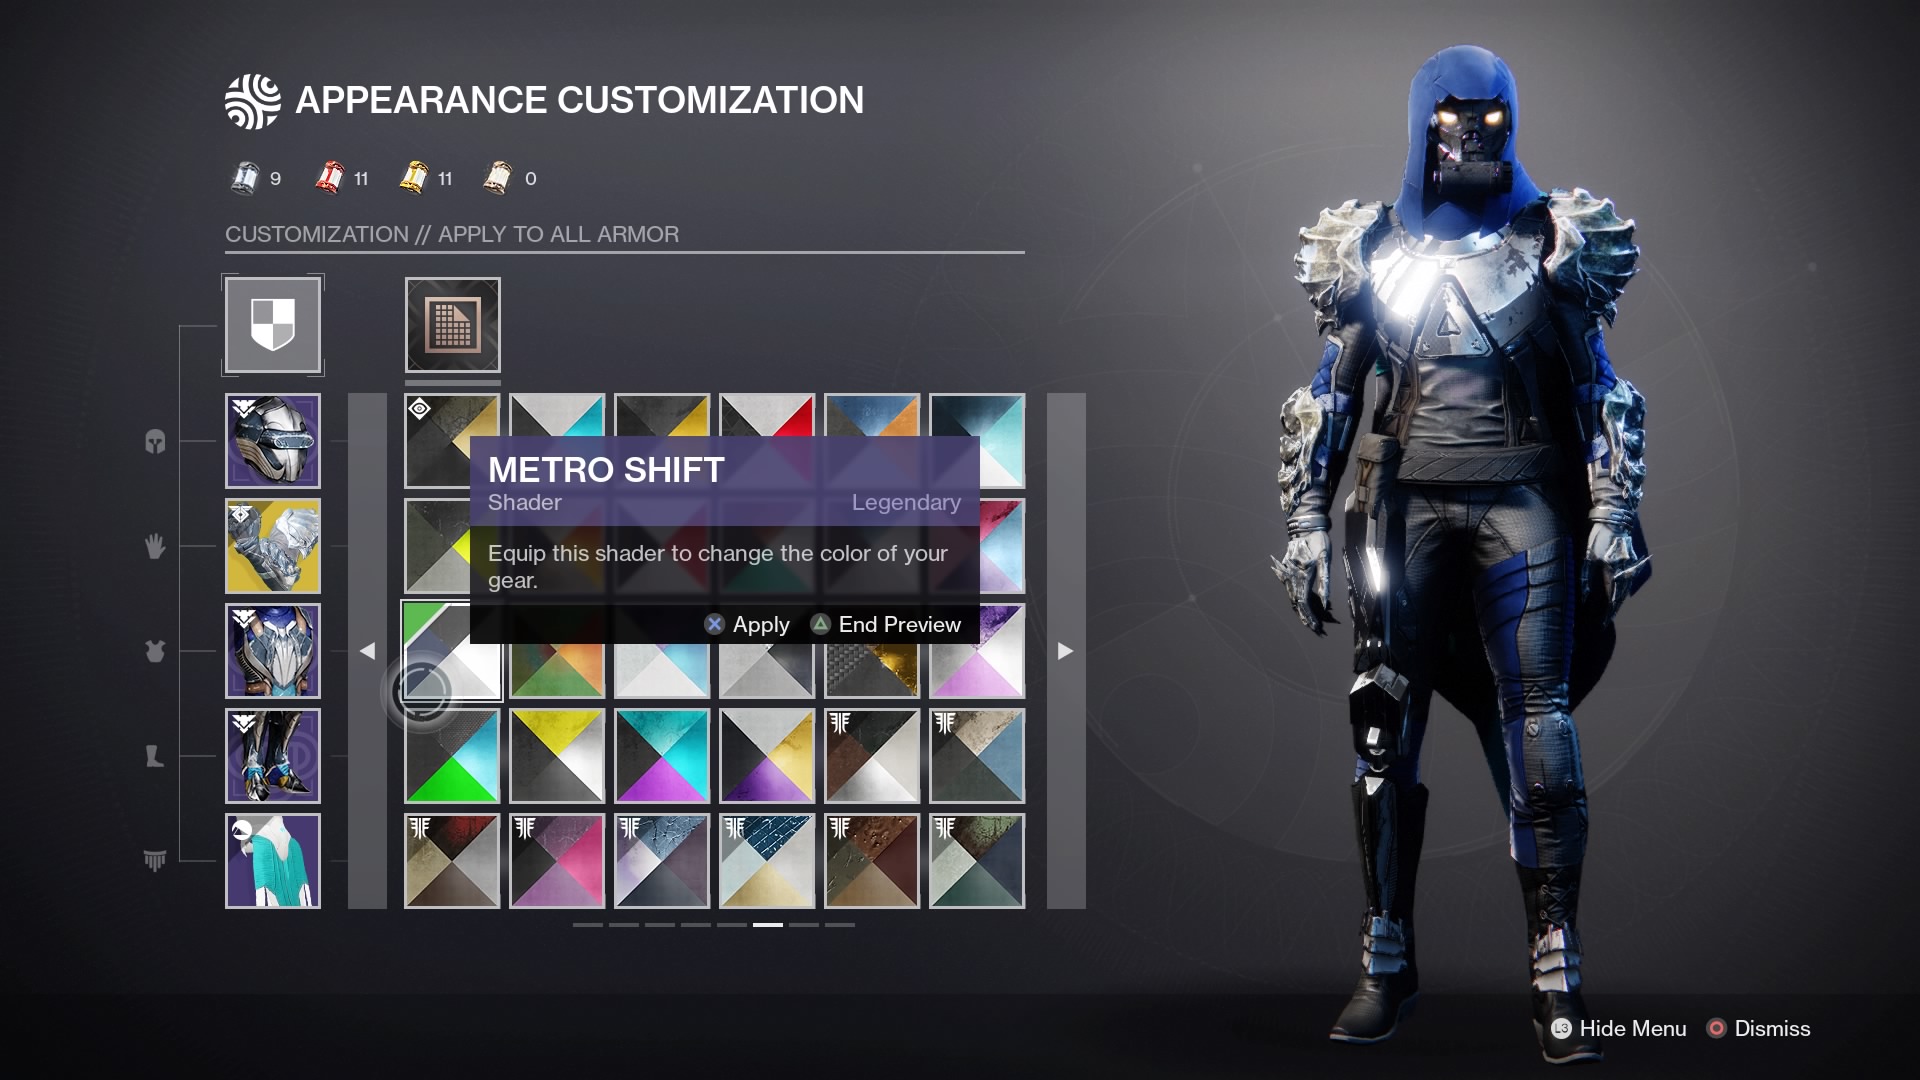 APPEARANCE CUSTOMIZATION
9 11 11 0
CUSTOMIZATION // APPLY TO ALL ARMOR
METRO SHIFT
Shader Legendary
Equip this shader to change the color of your
gear.
Apply End Preview
L3 Hide Menu Dismiss